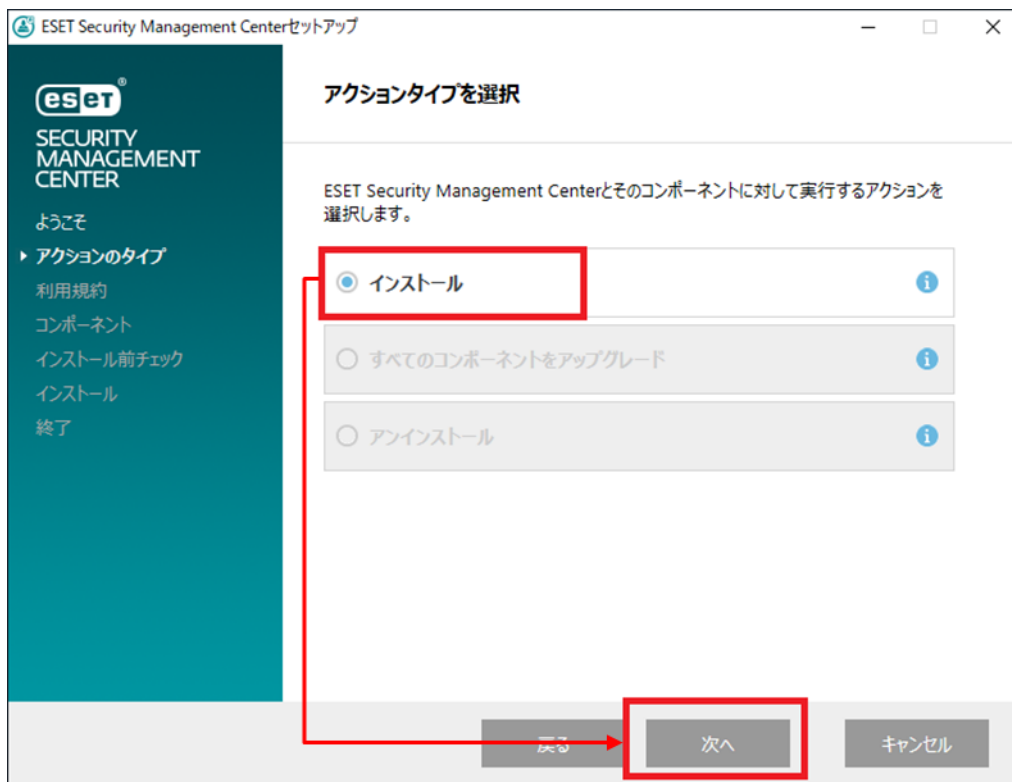 ESET Security Management Centerセットアップ
eset®
SECURITY
MANAGEMENT
CENTER
ようこそ
アクションのタイプ
利用規約
コンポーネント
インストール前チェック
インストール
終了
アクションタイプを選択
ESET Security Management Centerとそのコンポーネントに対して実行するアクションを
選択します。
インストール
すべてのコンポーネントをアップグレード
アンインストール
戻る
次へ
キャンセル